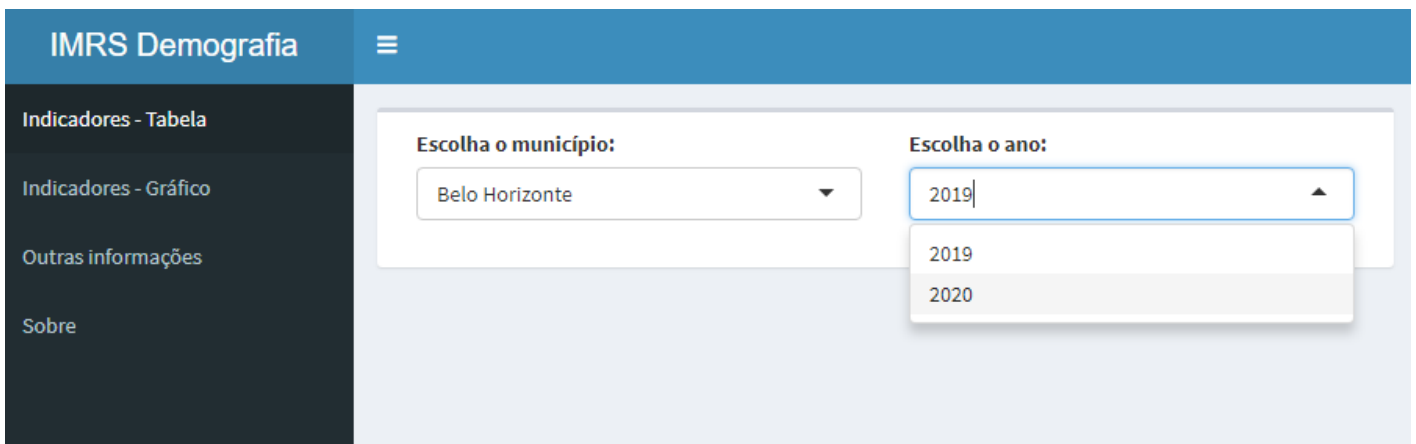 IMRS Demografia
Indicadores - Tabela
Indicadores - Gráfico
Outras informações
Sobre
Escolha o município:
Belo Horizonte
Escolha o ano:
2019
2019
2020